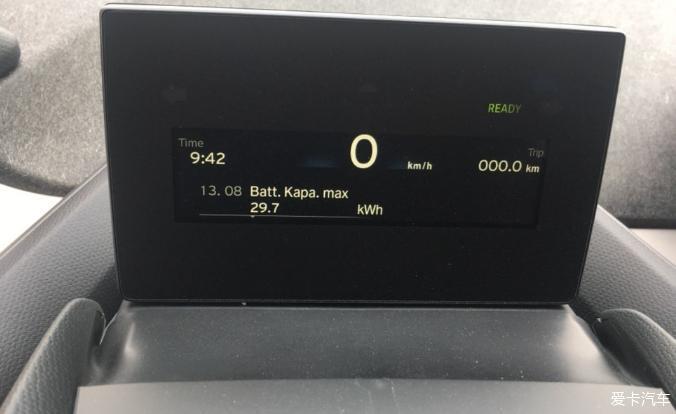 READY
Time
9:42
0 km/h
Trip
000.0 km
13. 08 Batt. Kapa. max
29.7 kWh
爱卡汽车